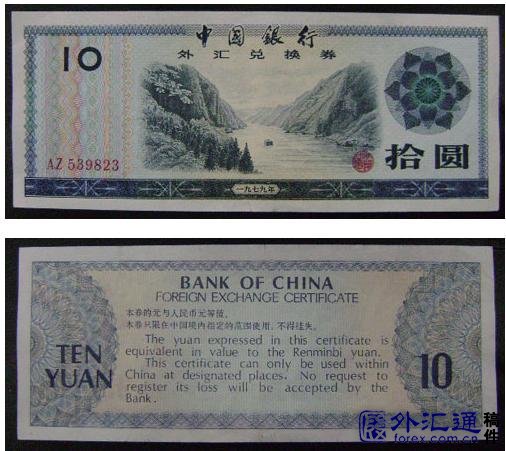 中國銀行
外汇兑换券
10
AZ 539823
拾圆
一九七九年
BANK OF CHINA
FOREIGN EXCHANGE CERTIFICATE
本券的元与人民币元等值。
本券只限在中国境内指定的范围使用,不得挂失。
TEN
YUAN
The yuan expressed in this certificate is
equivalent in value to the Renminbi yuan.
This certificate can only be used within
China at designated places. No request to
register its loss will be accepted by the
Bank.
10
外汇通
forex.com.cn
稿件